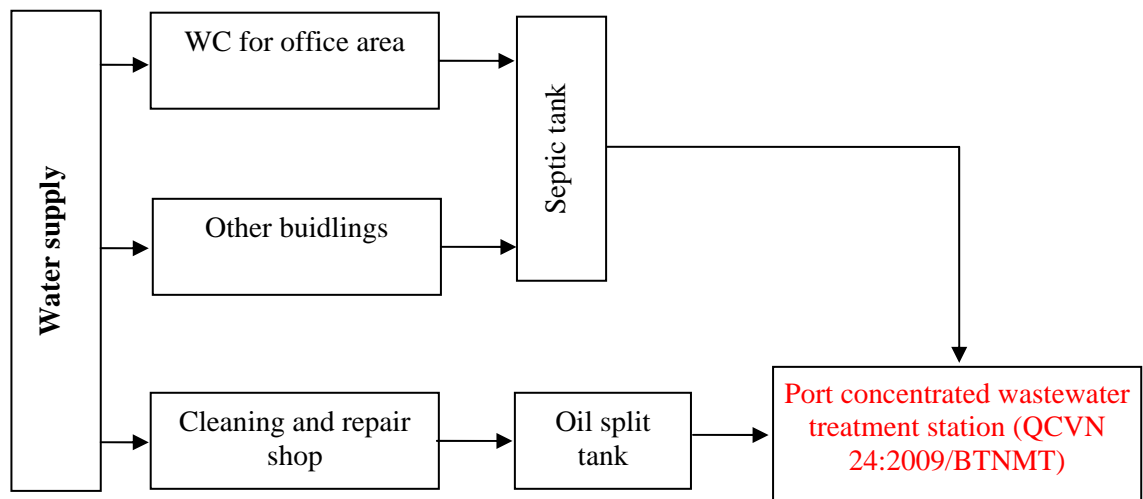 WC for office area
Water supply
Septic tank
Other buidlings
Cleaning and repair
shop
Oil split
tank
Port concentrated wastewater
treatment station (QCVN
24:2009/BTNMT)